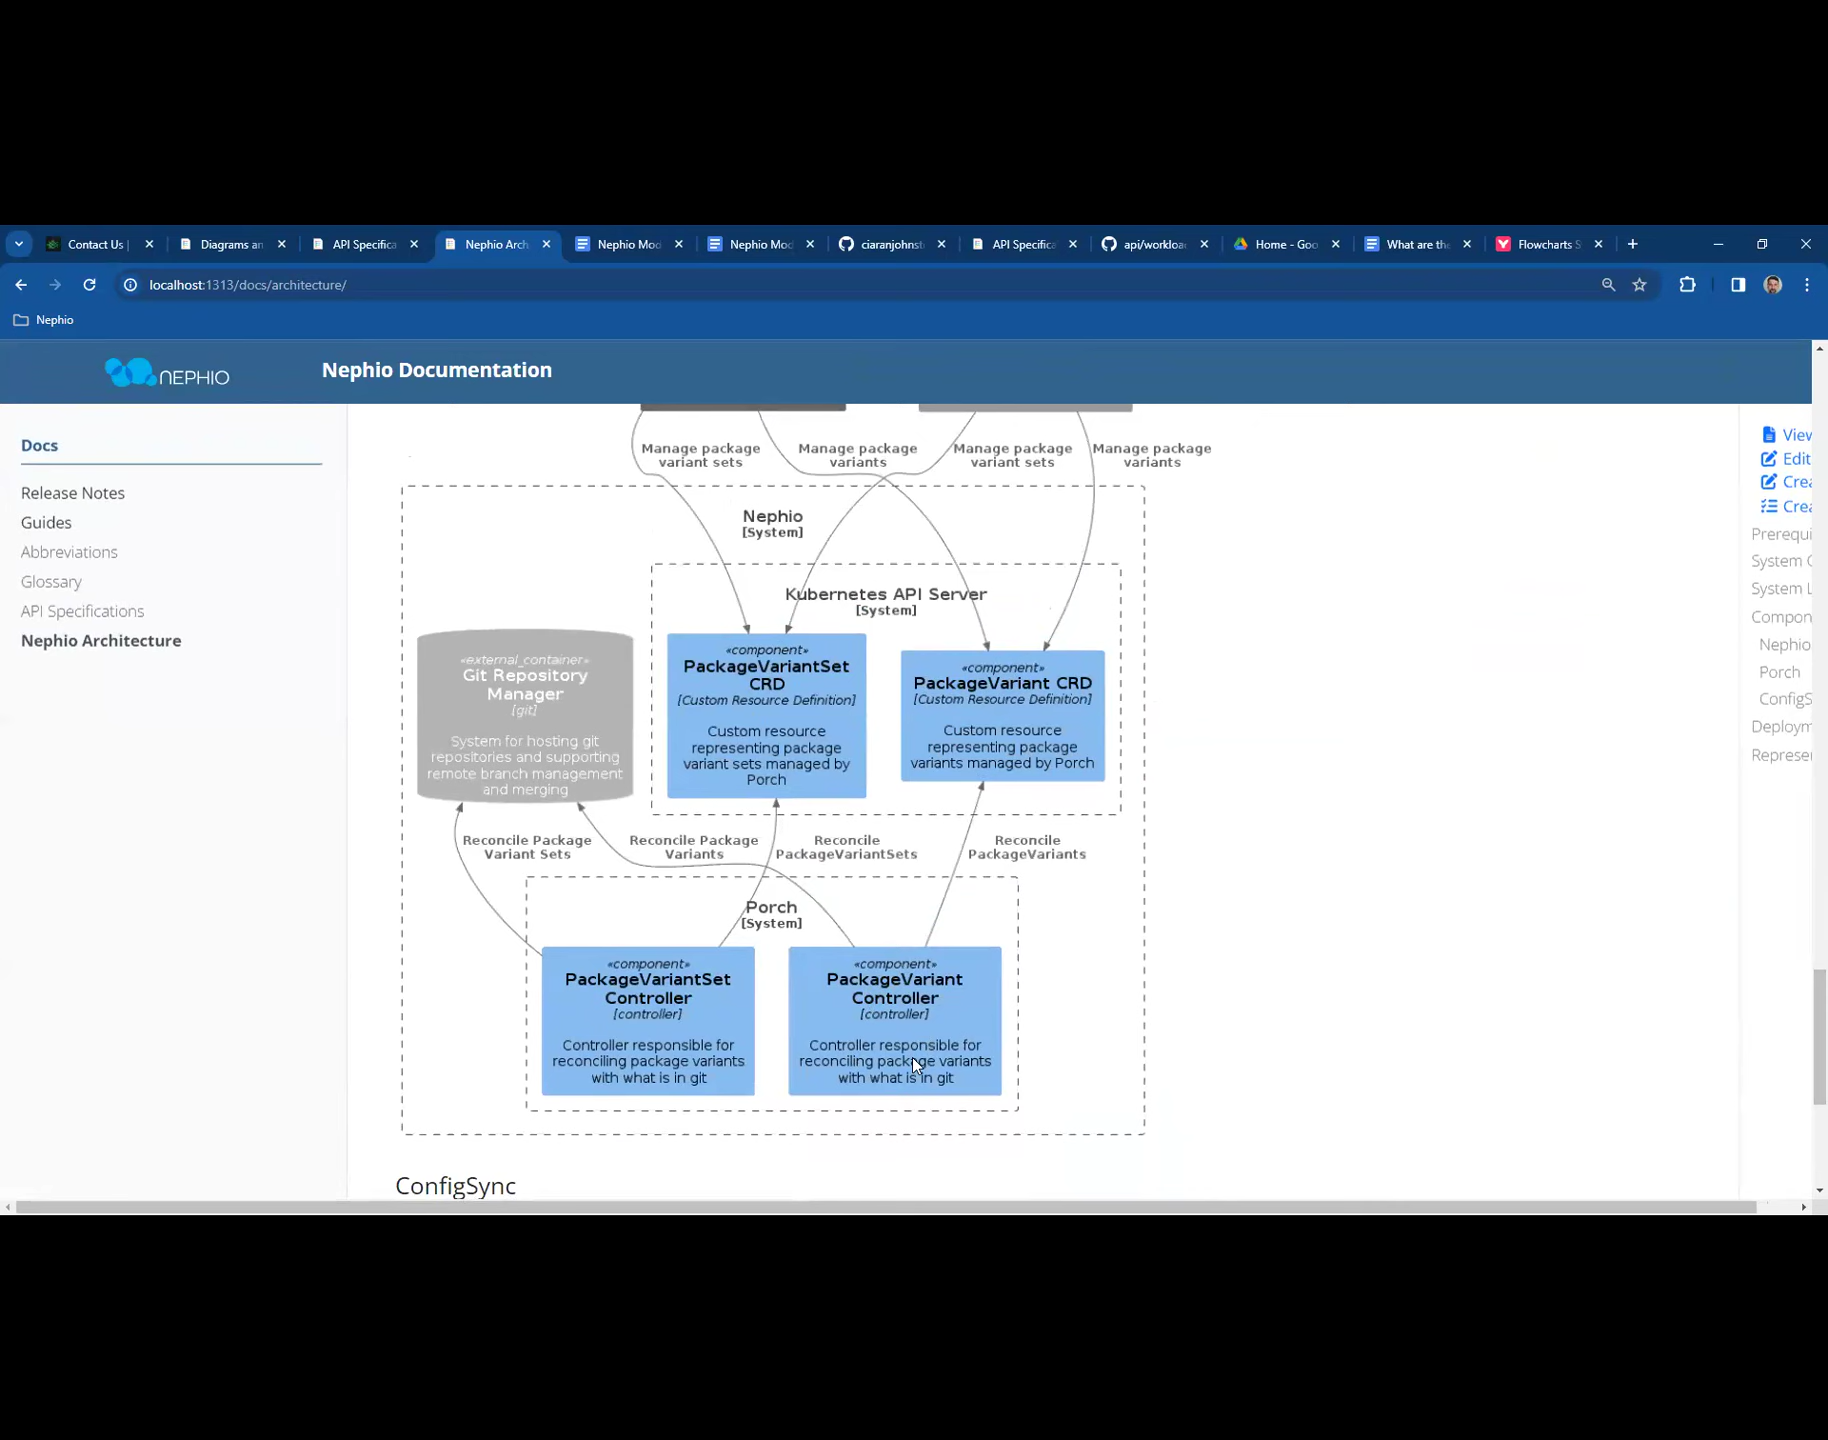 Contact Us |
Diagrams an
API Specifica
Nephio Arch
Nephio Mod
Nephio Mod
ciaranjohnst
API Specifica
api/workloa
Home - Goo
What are the
Flowcharts S
localhost:1313/docs/architecture/
Nephio
NEPHIO
Nephio Documentation
Docs
Release Notes
Guides
Abbreviations
Glossary
API Specifications
Nephio Architecture
Manage package
variant sets
Manage package
variants
Manage package
variant sets
Manage package
variants
Nephio
[System]
Kubernetes API Server
[System]
«external_container»
Git Repository
Manager
[git]
System for hosting git
repositories and supporting
remote branch management
and merging
«component»
PackageVariantSet
CRD
[Custom Resource Definition]
Custom resource
representing package
variant sets managed by
Porch
«component»
PackageVariant CRD
[Custom Resource Definition]
Custom resource
representing package
variants managed by Porch
Reconcile Package
Variant Sets
Reconcile Package
Variants
Reconcile
PackageVariantSets
Reconcile
PackageVariants
Porch
[System]
«component»
PackageVariantSet
Controller
[controller]
Controller responsible for
reconciling package variants
with what is in git
«component»
PackageVariant
Controller
[controller]
Controller responsible for
reconciling package variants
with what is in git
ConfigSync
View
Edit
Crea
Crea
Prerequi
System C
System L
Compon
Nephio
Porch
ConfigS
Deploym
Represe